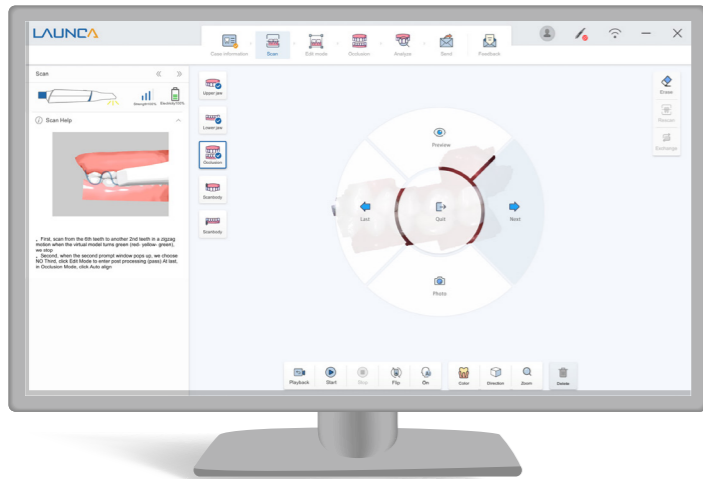 LAUNCA
Case information
Scan
Edit mode
Occlusion
Analyze
Send
Feedback
Scan
Electricity:100%
Scan Help
, First, scan from the 6th teeth to another 2nd teeth in a zigzag
motion when the virtual model turns green (red- yellow- green),
we stop
, Second, when the second prompt window pops up, we choose
NO Third, click Edit Mode to enter post processing (pass) At last,
in Occlusion Mode, click Auto align
Upper jaw
Lower jaw
Occlusion
Scanbody
Scanbody
Preview
Last
Quit
Next
Photo
Erase
Rescan
Exchange
Playback
Start
Stop
Flip
On
Color
Direction
Zoom
Delete